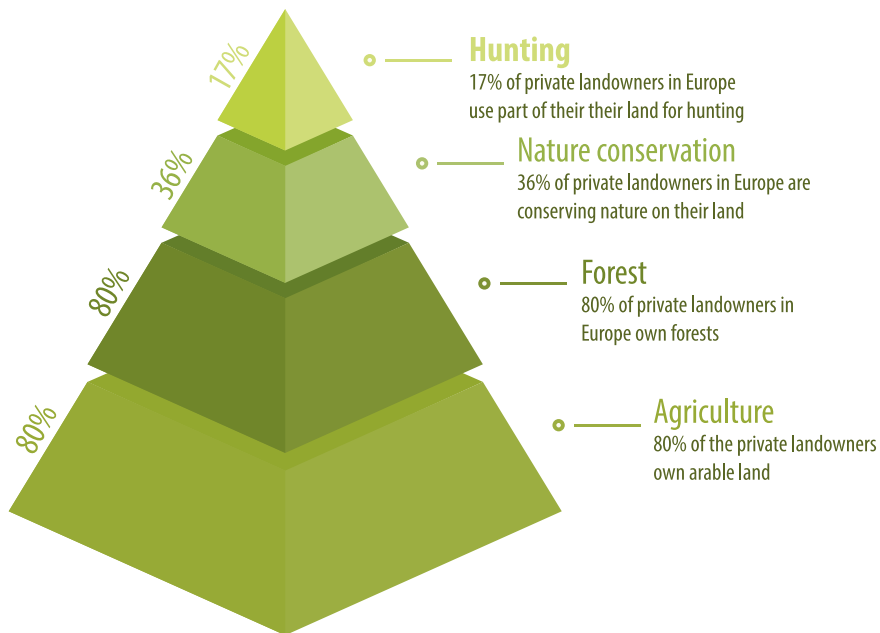 17%
Hunting
17% of private landowners in Europe
use part of their their land for hunting
36%
Nature conservation
36% of private landowners in Europe are
conserving nature on their land
80%
Forest
80% of private landowners in
Europe own forests
80%
Agriculture
80% of the private landowners
own arable land